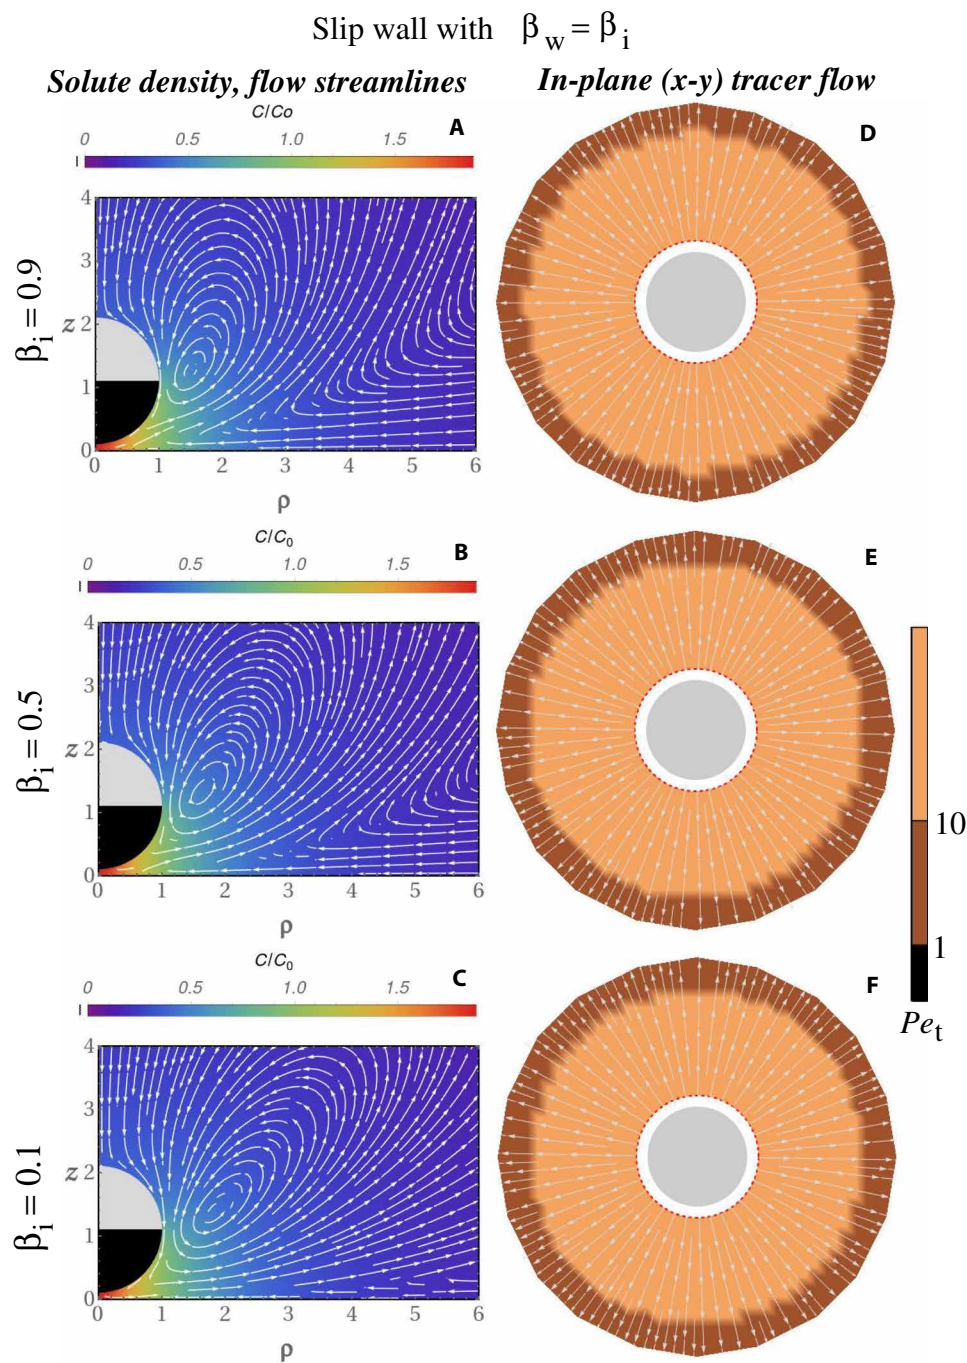 Slip wall with β_w = β_i
Solute density, flow streamlines
In-plane (x-y) tracer flow
C/Co
A
0 0.5 1.0 1.5
β_i = 0.9
z
4
3
2
1
0
0 1 2 3 4 5 6
ρ
D
C/C_0
B
0 0.5 1.0 1.5
β_i = 0.5
z
4
3
2
1
0
0 1 2 3 4 5 6
ρ
E
C/C_0
C
0 0.5 1.0 1.5
β_i = 0.1
z
4
3
2
1
0
0 1 2 3 4 5 6
ρ
F
10
1
Pe_t